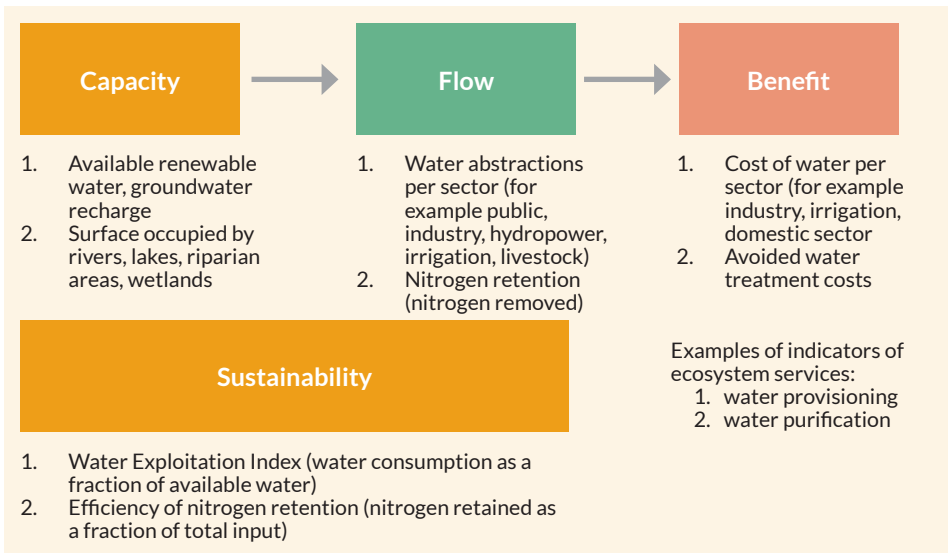 Capacity
Flow
Benefit
1. Available renewable
water, groundwater
recharge
2. Surface occupied by
rivers, lakes, riparian
areas, wetlands
1. Water abstractions
per sector (for
example public,
industry, hydropower,
irrigation, livestock)
2. Nitrogen retention
(nitrogen removed)
1. Cost of water per
sector (for example
industry, irrigation,
domestic sector
2. Avoided water
treatment costs
Sustainability
Examples of indicators of
ecosystem services:
1. water provisioning
2. water purification
1. Water Exploitation Index (water consumption as a
fraction of available water)
2. Efficiency of nitrogen retention (nitrogen retained as
a fraction of total input)